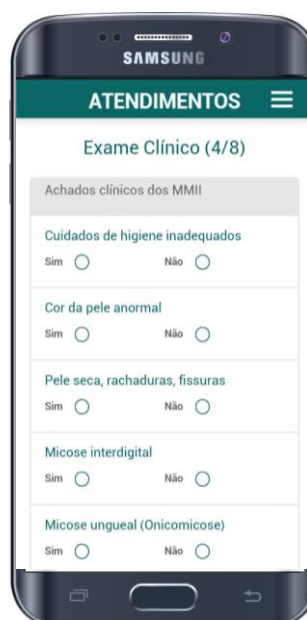 SAMSUNG
ATENDIMENTOS
Exame Clínico (4/8)
Achados clínicos dos MMII
Cuidados de higiene inadequados
Sim Não
Cor da pele anormal
Sim Não
Pele seca, rachaduras, fissuras
Sim Não
Micose interdigital
Sim Não
Micose ungueal (Onicomicose)
Sim Não